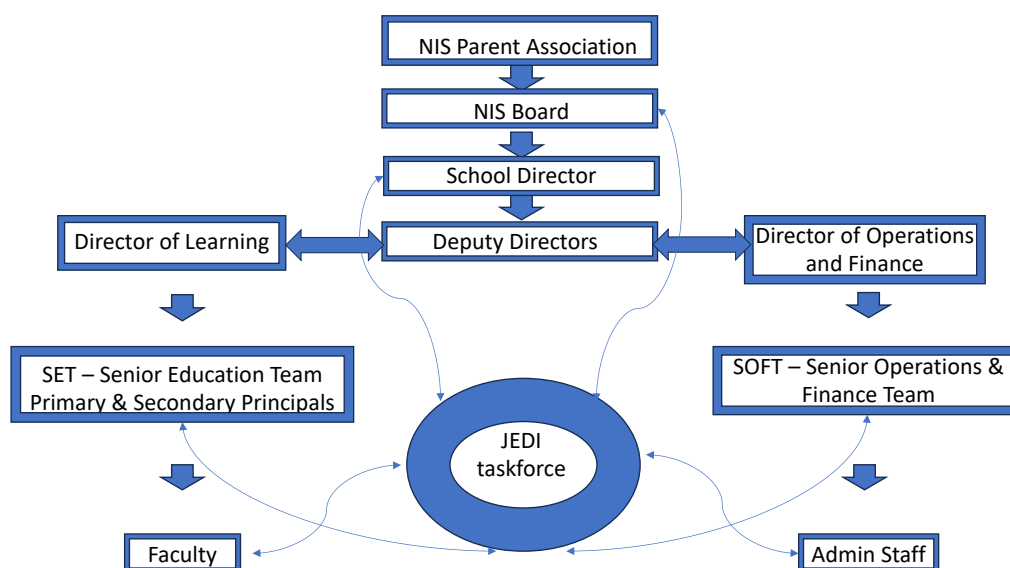 NIS Parent Association
NIS Board
School Director
Director of Learning
Deputy Directors
Director of Operations
and Finance
SET – Senior Education Team
Primary & Secondary Principals
SOFT – Senior Operations &
Finance Team
JEDI
taskforce
Faculty
Admin Staff